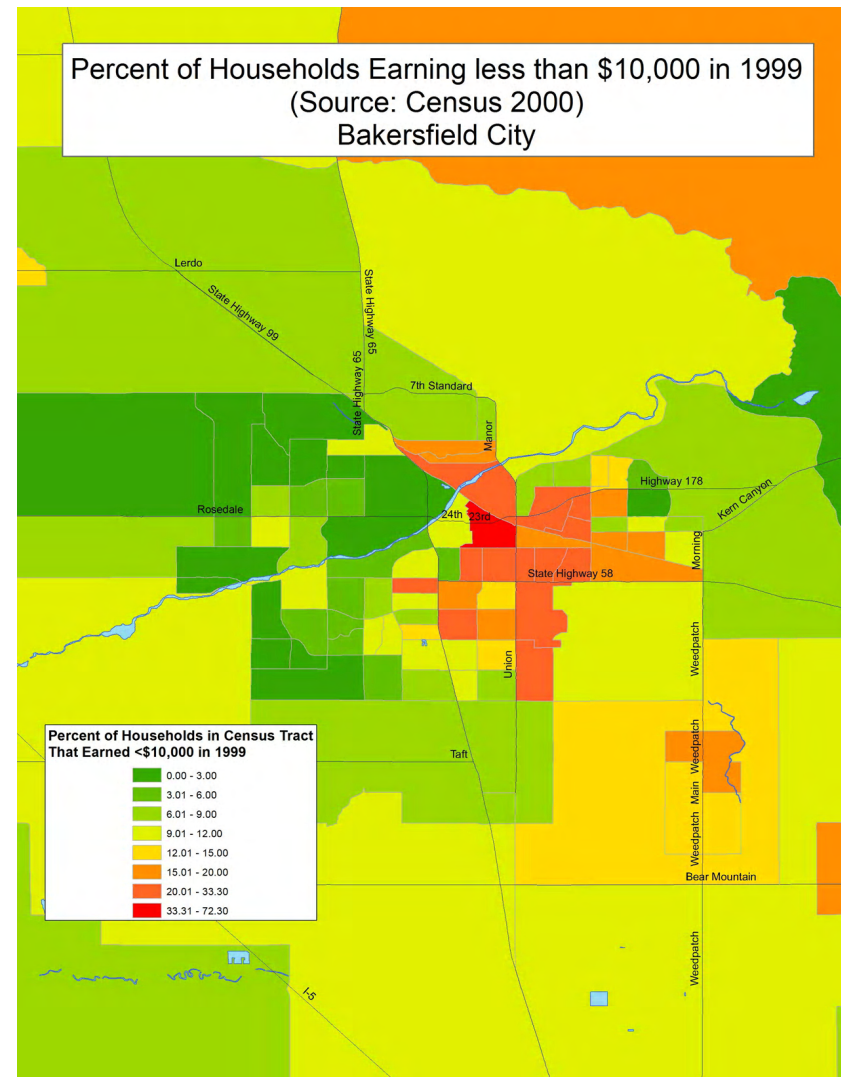 Percent of Households Earning less than $10,000 in 1999
(Source: Census 2000)
Bakersfield City
Lerdo
State Highway 99
State Highway 65
State Highway 65
7th Standard
Manor
Highway 178
Kern Canyon
Rosedale
24th
23rd
Morning
State Highway 58
Weedpatch
Union
Percent of Households in Census Tract
That Earned <$10,000 in 1999
0.00 - 3.00
3.01 - 6.00
6.01 - 9.00
9.01 - 12.00
12.01 - 15.00
15.01 - 20.00
20.01 - 33.30
33.31 - 72.30
Taft
Weedpatch
Main
Weedpatch
Bear Mountain
Weedpatch
I-5